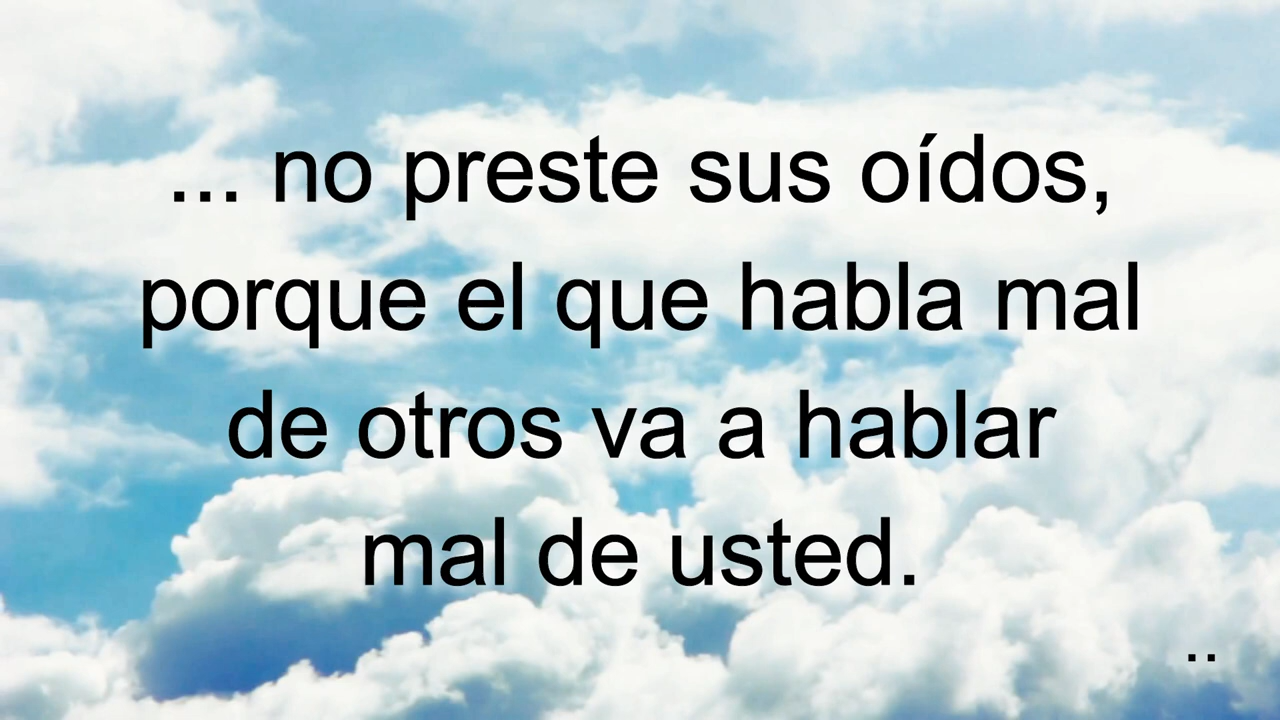 ... no preste sus oídos,
porque el que habla mal
de otros va a hablar
mal de usted.
..